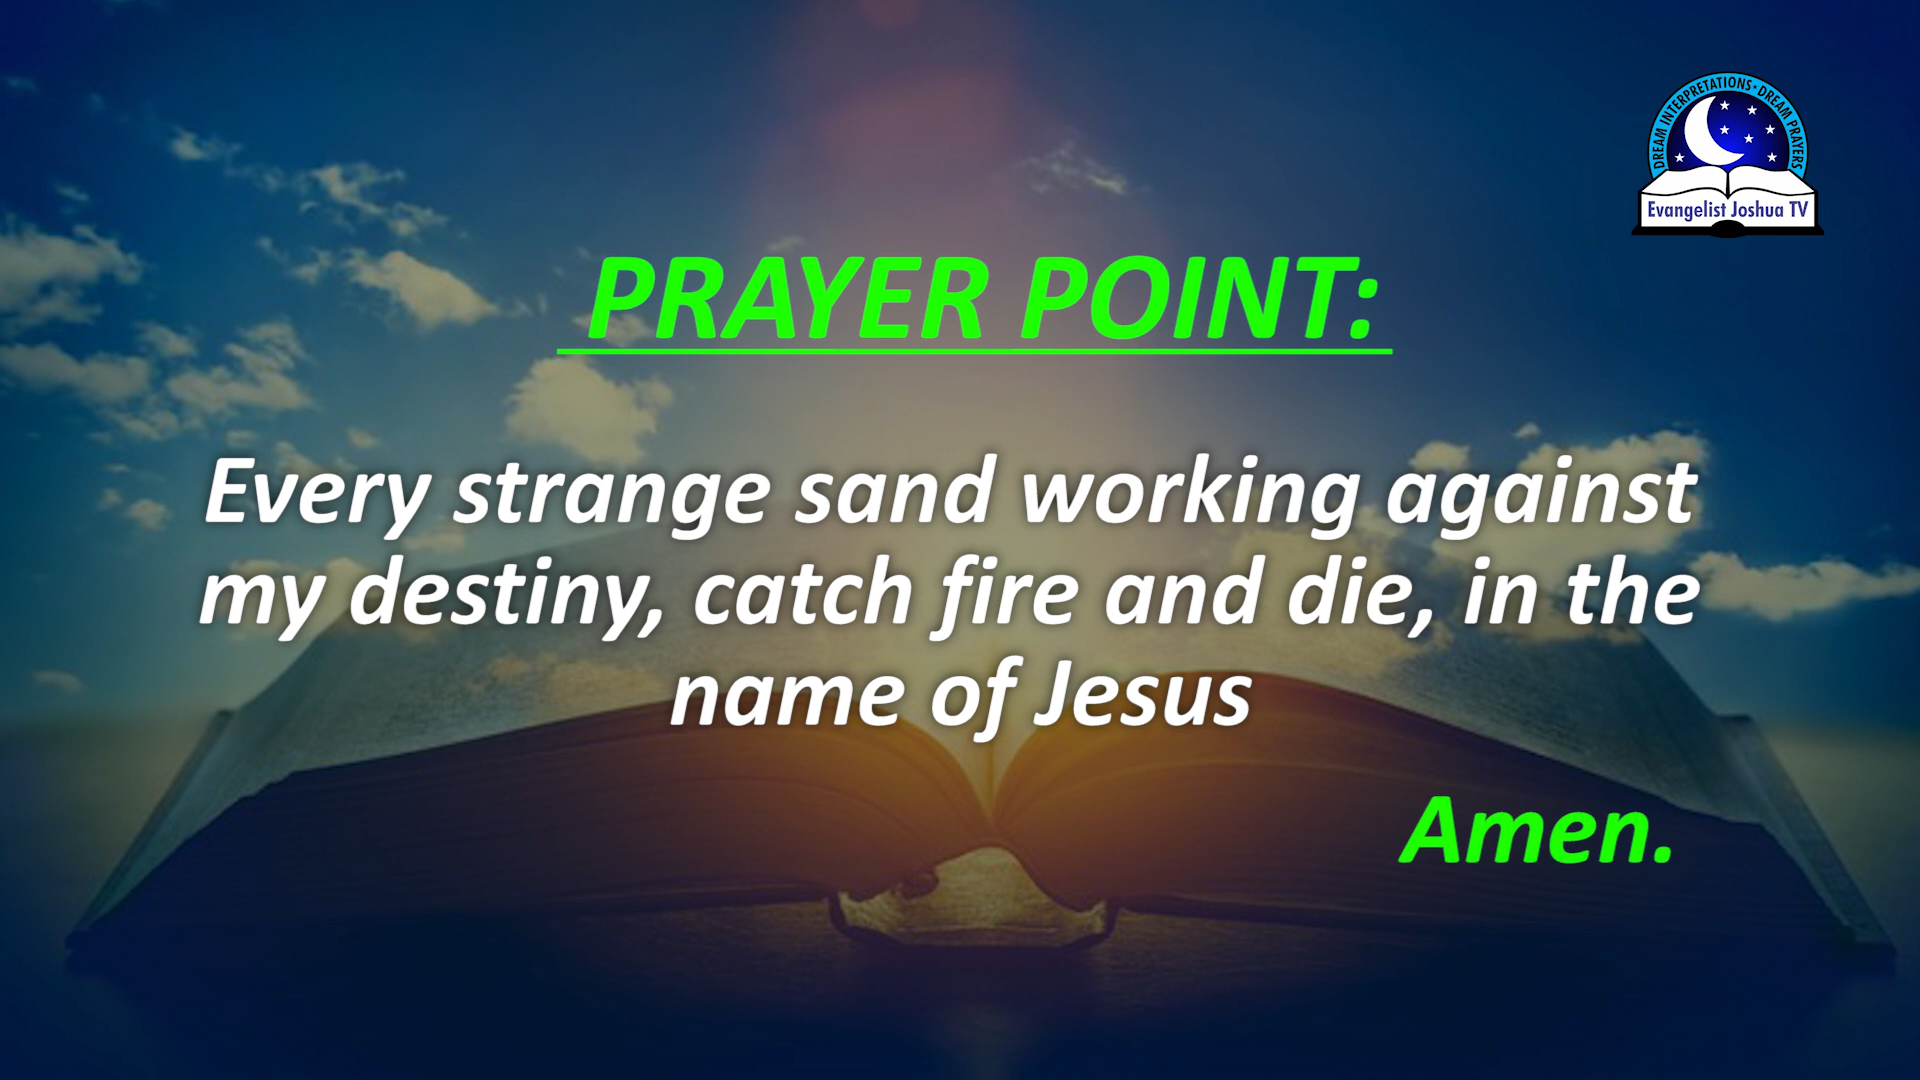 DREAM INTERPRETATIONS • DREAM PRAYERS
Evangelist Joshua TV
PRAYER POINT:
Every strange sand working against
my destiny, catch fire and die, in the
name of Jesus
Amen.